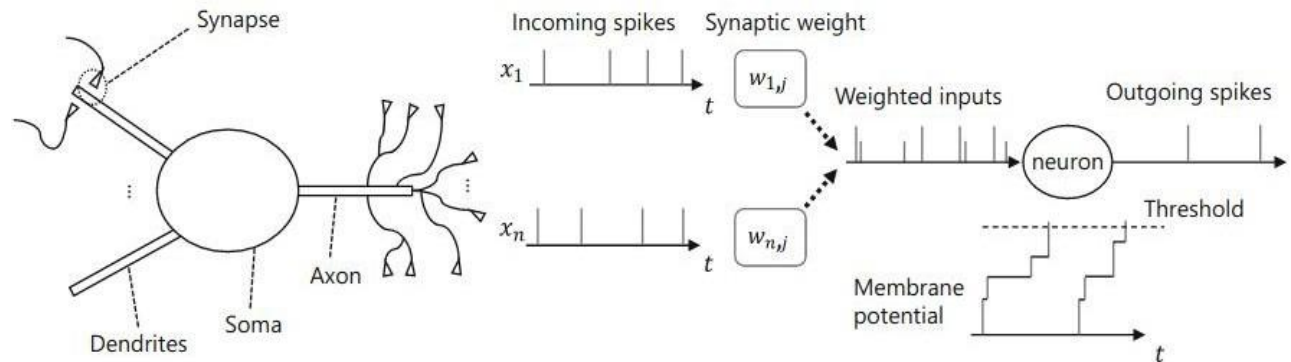 Synapse
Axon
Soma
Dendrites
...
...
Incoming spikes
Synaptic weight
x₁
t
w₁,ⱼ
xₙ
t
wₙ,ⱼ
Weighted inputs
Outgoing spikes
neuron
Threshold
Membrane
potential
t